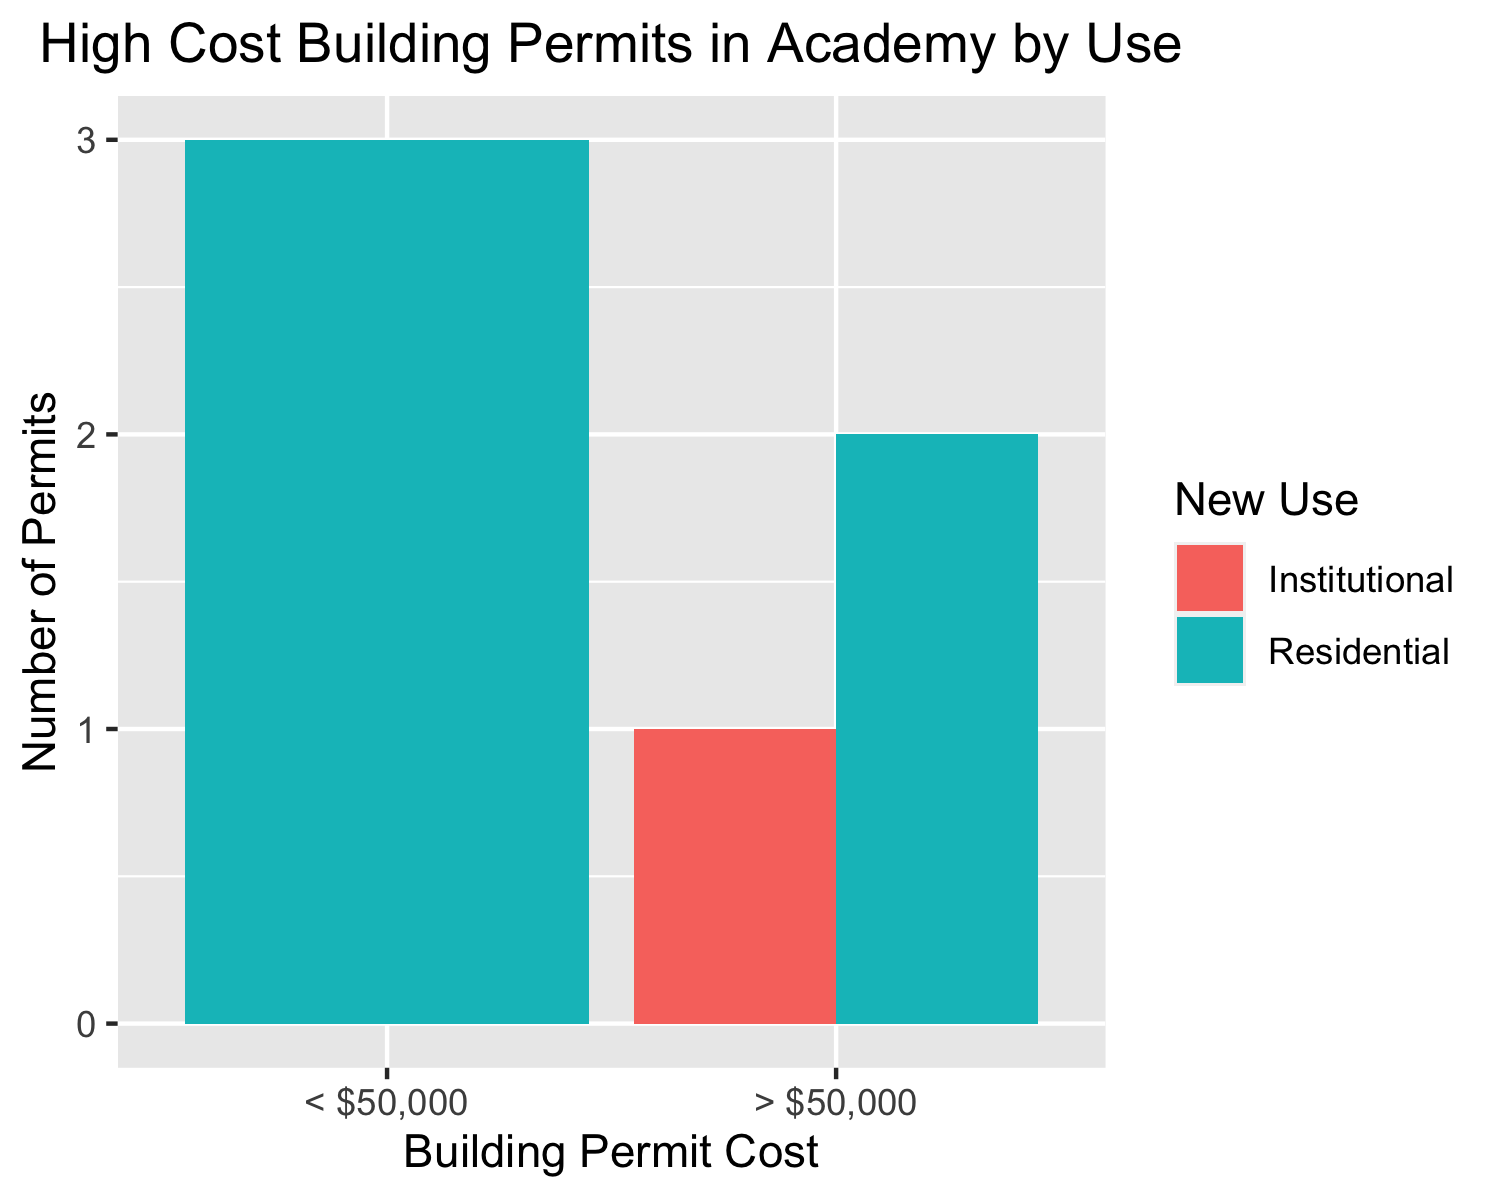 High Cost Building Permits in Academy by Use
Number of Permits
3
2
1
0
< $50,000
> $50,000
Building Permit Cost
New Use
Institutional
Residential